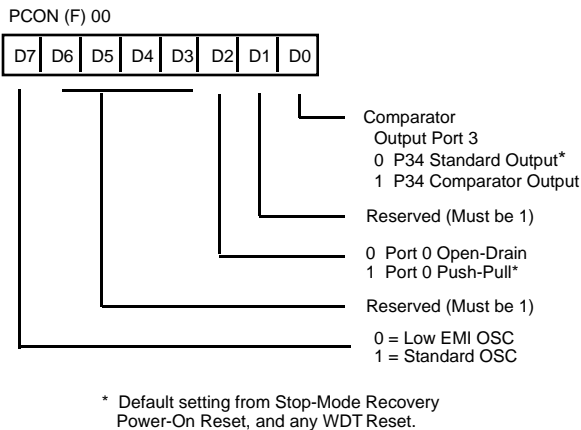 PCON (F) 00
D7 D6 D5 D4 D3 D2 D1 D0
Comparator
Output Port 3
0 P34 Standard Output*
1 P34 Comparator Output
Reserved (Must be 1)
0 Port 0 Open-Drain
1 Port 0 Push-Pull*
Reserved (Must be 1)
0 = Low EMI OSC
1 = Standard OSC
* Default setting from Stop-Mode Recovery
Power-On Reset, and any WDT Reset.